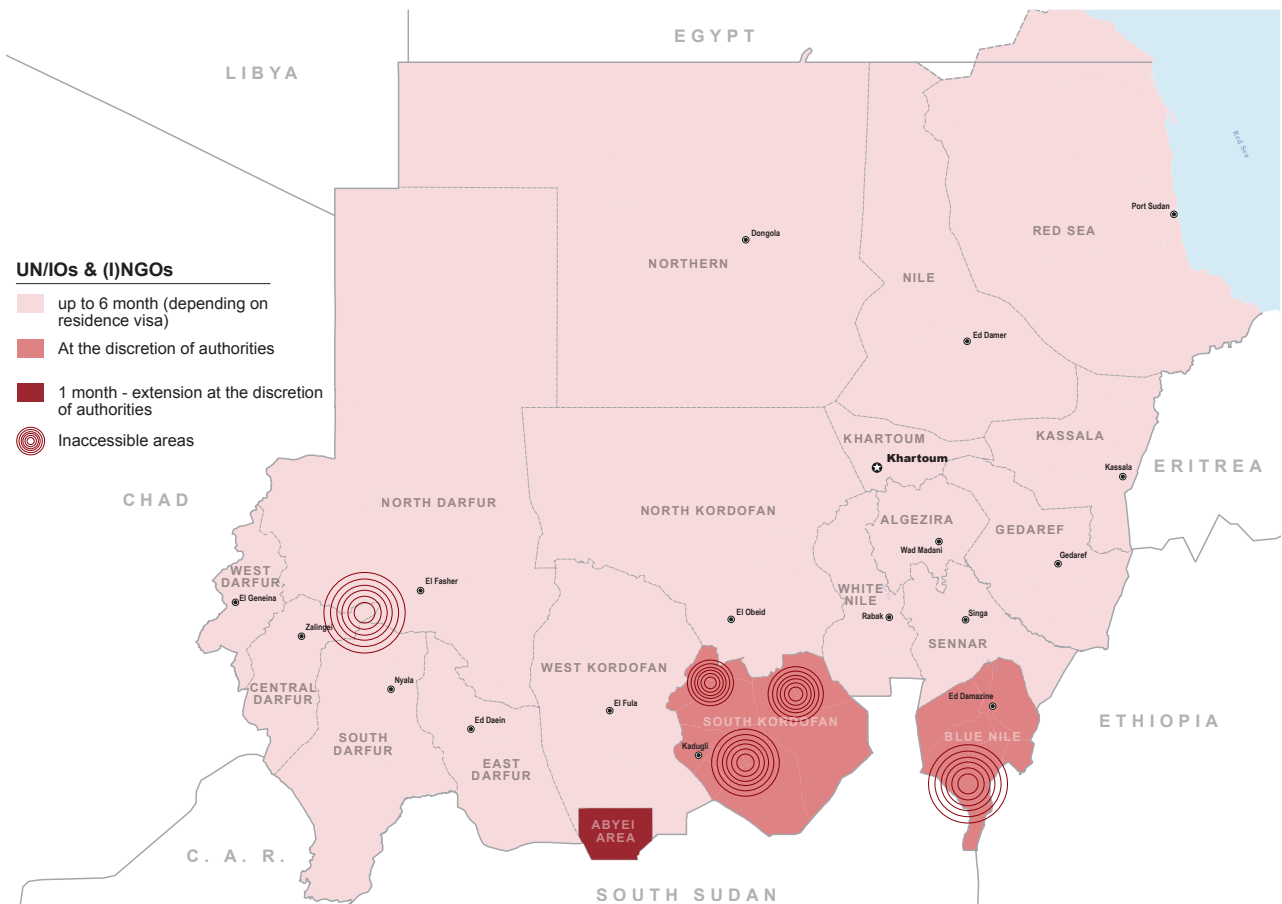 EGYPT
LIBYA
Red Sea
Port Sudan
RED SEA
Dongola
NORTHERN
NILE
UN/IOs & (I)NGOs
up to 6 month (depending on
residence visa)
At the discretion of authorities
1 month - extension at the discretion
of authorities
Inaccessible areas
Ed Damer
KHARTOUM
Khartoum
KASSALA
Kassala
ERITREA
CHAD
NORTH DARFUR
NORTH KORDOFAN
ALGEZIRA
Wad Madani
GEDAREF
Gedaref
WEST
DARFUR
El Geneina
El Fasher
Zalingei
WHITE
NILE
Rabak
El Obeid
Singa
SENNAR
WEST KORDOFAN
El Fula
CENTRAL
DARFUR
Nyala
Ed Daein
SOUTH
DARFUR
EAST
DARFUR
SOUTH KORDOFAN
Kadugli
Ed Damazine
BLUE NILE
ETHIOPIA
ABYEI
AREA
C. A. R.
SOUTH SUDAN